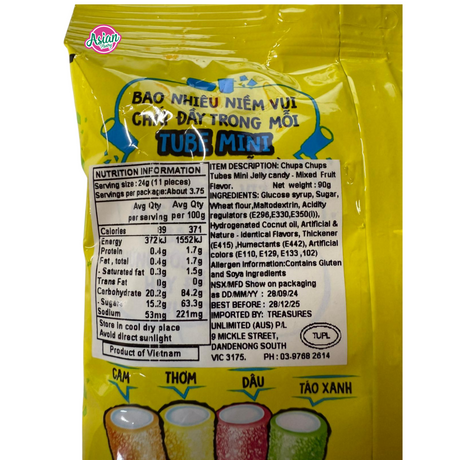 Asian
BAO NHIÊU NIỀM VUI
CHỨA ĐẦY TRONG MỖI
TUBE MINI
NUTRITION INFORMATION
Serving size: 24g (11 pieces)
Servings per package:About 3.75
Avg Qty Avg Qty
per serving per 100g
Calories 89 371
Energy 372 kJ 1552kJ
Protein 0.4g 1.7g
Fat , total 0.4g 1.7g
- Saturated fat 0.3g 1.5g
Trans Fat 0g 0g
Carbohydrate 20.2g 84.2g
- Sugars 15.2g 63.3g
Sodium 53mg 221mg
Store in cool dry place
Avoid direct sunlight
Product of Vietnam
ITEM DESCRIPTION: Chupa Chups
Tubes Mini Jelly candy - Mixed Fruit
Flavor. Net weight : 90g
INGREDIENTS: Glucose syrup, Sugar,
Wheat flour,Maltodextrin, Acidity
regulators (E296,E330,E350(i)),
Hydrogenated Cocnut oil, Artificial &
Nature - identical Flavors, Thickener
(E415) ,Humectants (E442), Artificial
colors (E110, E129, E133 ,102)
Allergen information:Contains Gluten
and Soya ingredients
NSX/MFD Show on packaging
as DD/MM/YY : 28/09/24
BEST BEFORE : 28/12/25
IMPORTED BY: TREASURES
UNLIMITED (AUS) P/L
9 MICKLE STREET,
DANDENONG SOUTH
VIC 3175. PH : 03-9768 2614
TUPL
CAM THƠM DÂU TÁO XANH